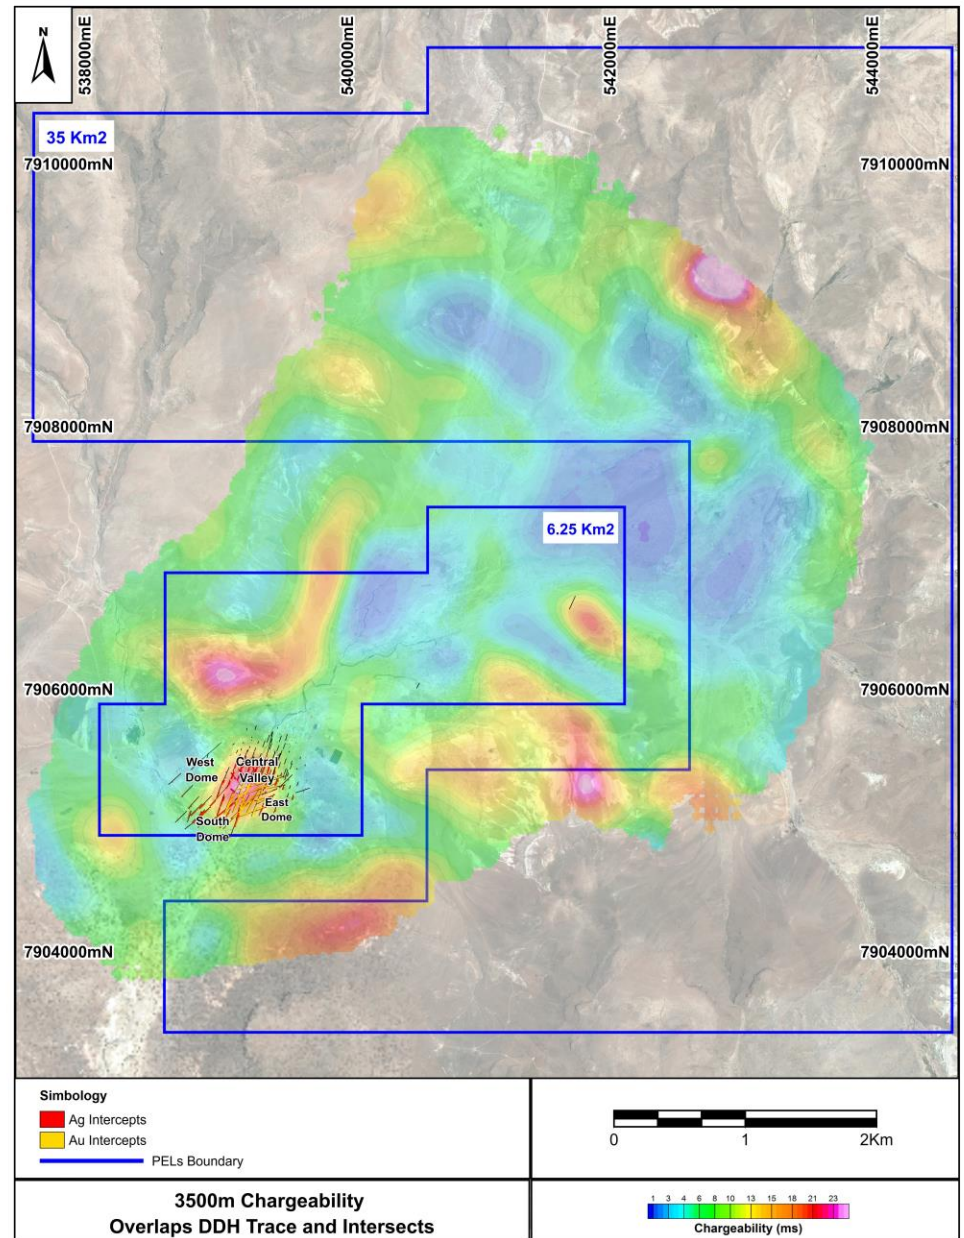 N
538000mE
540000mE
542000mE
544000mE
35 Km2
7910000mN
7910000mN
7908000mN
7908000mN
6.25 Km2
7906000mN
7906000mN
West
Dome
Central
Valley
East
Dome
South
Dome
7904000mN
7904000mN
Simbology
Ag Intercepts
Au Intercepts
PELs Boundary
0 1 2Km
3500m Chargeability
Overlaps DDH Trace and Intersects
1 3 4 6 8 10 13 15 18 21 23
Chargeability (ms)